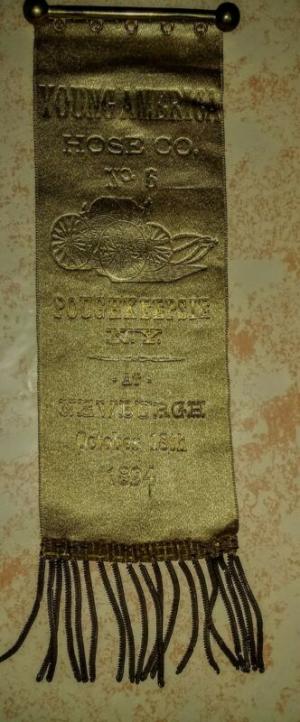 YOUNG AMERICA
HOSE CO.
No. 6
POUGHKEEPSIE
N.Y.
- AT -
NEWBURGH
October 18th
1894